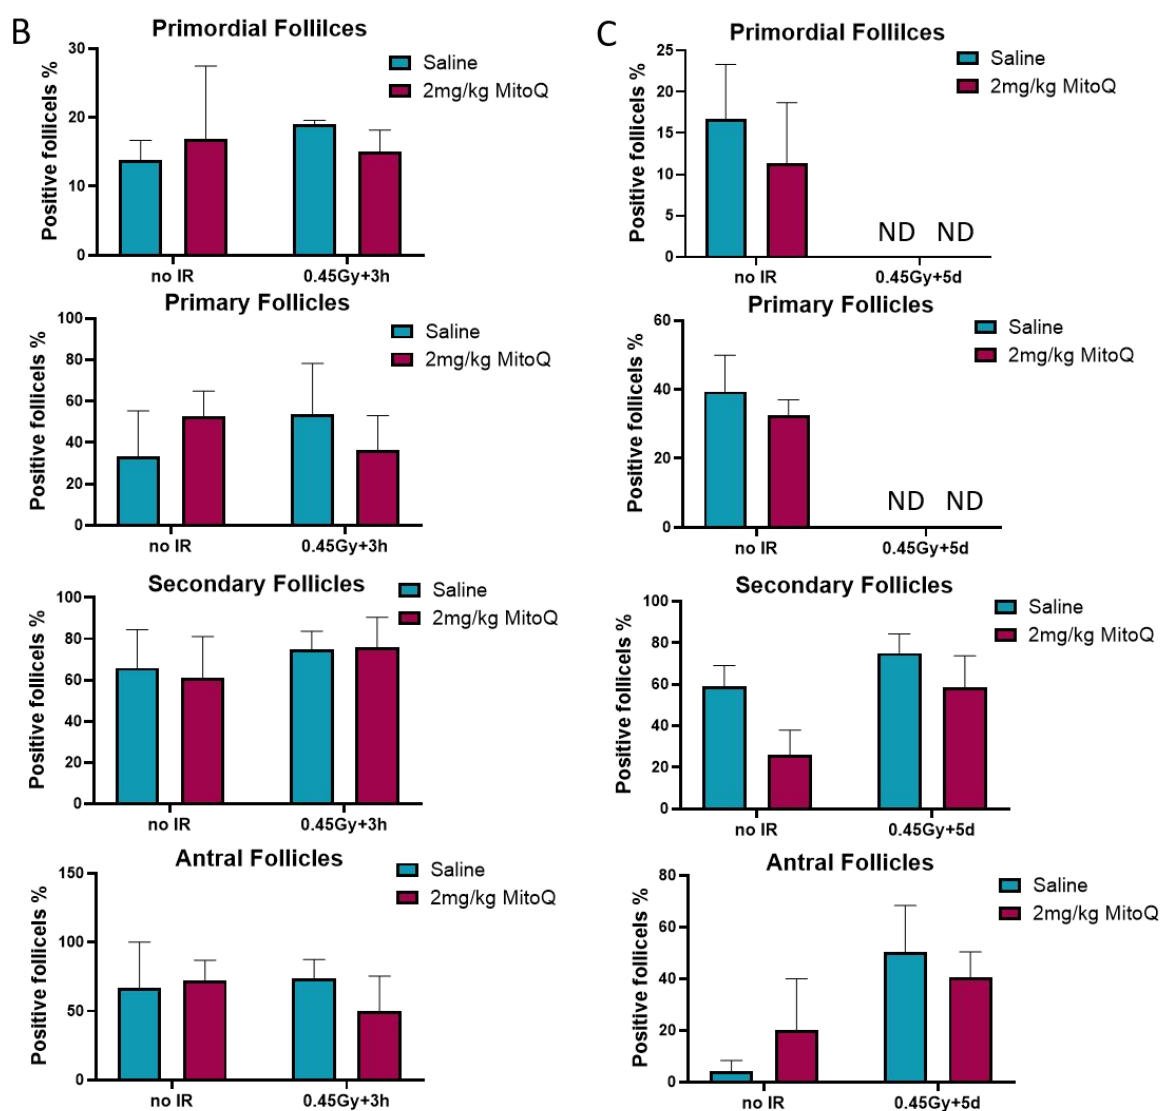 B
Primordial Follilces
Positive follicels %
30
20
10
0
Saline
2mg/kg MitoQ
no IR
0.45Gy+3h
Primary Follicles
Positive follicels %
100
80
60
40
20
0
Saline
2mg/kg MitoQ
no IR
0.45Gy+3h
Secondary Follicles
Positive follicels %
100
80
60
40
20
0
Saline
2mg/kg MitoQ
no IR
0.45Gy+3h
Antral Follicles
Positive follicels %
150
100
50
0
Saline
2mg/kg MitoQ
no IR
0.45Gy+3h
C
Primordial Follilces
Positive follicels %
25
20
15
10
5
0
Saline
2mg/kg MitoQ
ND ND
no IR
0.45Gy+5d
Primary Follicles
Positive follicels %
60
40
20
0
Saline
2mg/kg MitoQ
ND ND
no IR
0.45Gy+5d
Secondary Follicles
Positive follicels %
100
80
60
40
20
0
Saline
2mg/kg MitoQ
no IR
0.45Gy+5d
Antral Follicles
Positive follicels %
80
60
40
20
0
Saline
2mg/kg MitoQ
no IR
0.45Gy+5d